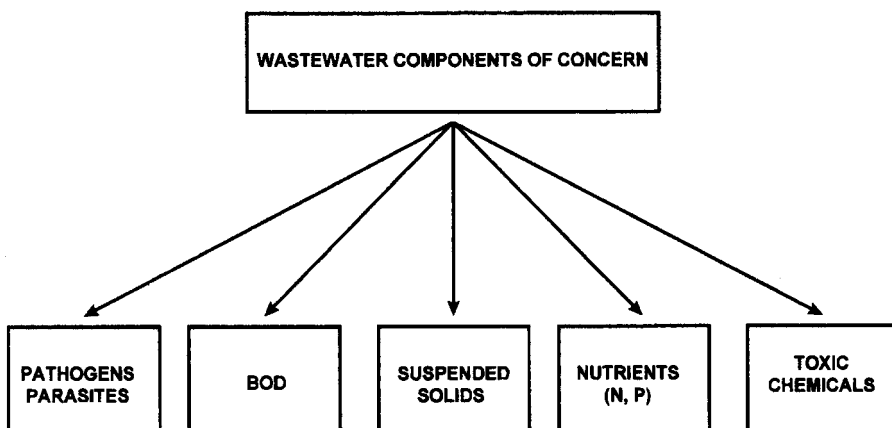 WASTEWATER COMPONENTS OF CONCERN
PATHOGENS
PARASITES
BOD
SUSPENDED
SOLIDS
NUTRIENTS
(N, P)
TOXIC
CHEMICALS